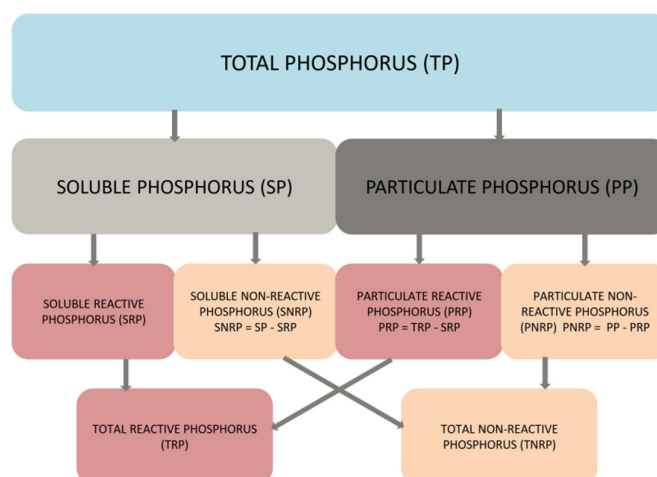 TOTAL PHOSPHORUS (TP)
SOLUBLE PHOSPHORUS (SP)
PARTICULATE PHOSPHORUS (PP)
SOLUBLE REACTIVE
PHOSPHORUS (SRP)
SOLUBLE NON-REACTIVE
PHOSPHORUS (SNRP)
SNRP = SP - SRP
PARTICULATE REACTIVE
PHOSPHORUS (PRP)
PRP = TRP - SRP
PARTICULATE NON-
REACTIVE PHOSPHORUS
(PNRP) PNRP = PP - PRP
TOTAL REACTIVE PHOSPHORUS
(TRP)
TOTAL NON-REACTIVE
PHOSPHORUS (TNRP)